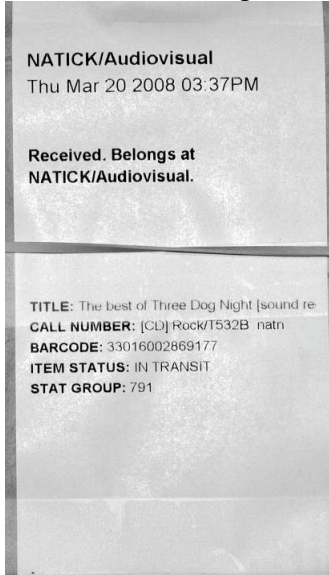 NATICK/Audiovisual
Thu Mar 20 2008 03:37PM
Received. Belongs at
NATICK/Audiovisual.
TITLE: The best of Three Dog Night [sound re
CALL NUMBER: [CD] Rock/T532B natn
BARCODE: 33016002869177
ITEM STATUS: IN TRANSIT
STAT GROUP: 791